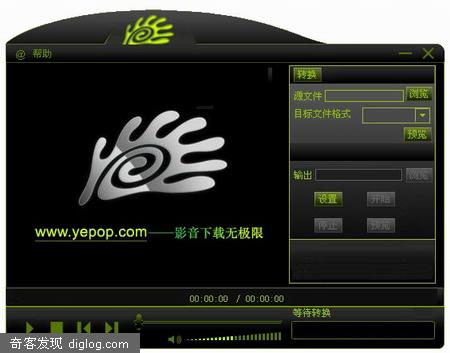 @ 帮助
转换
源文件 浏览
目标文件格式
预览
输出 浏览
设置 开始
停止 预览
www.yepop.com——影音下载无极限
00:00:00 / 00:00:00
等待转换
奇客发现 diglog.com